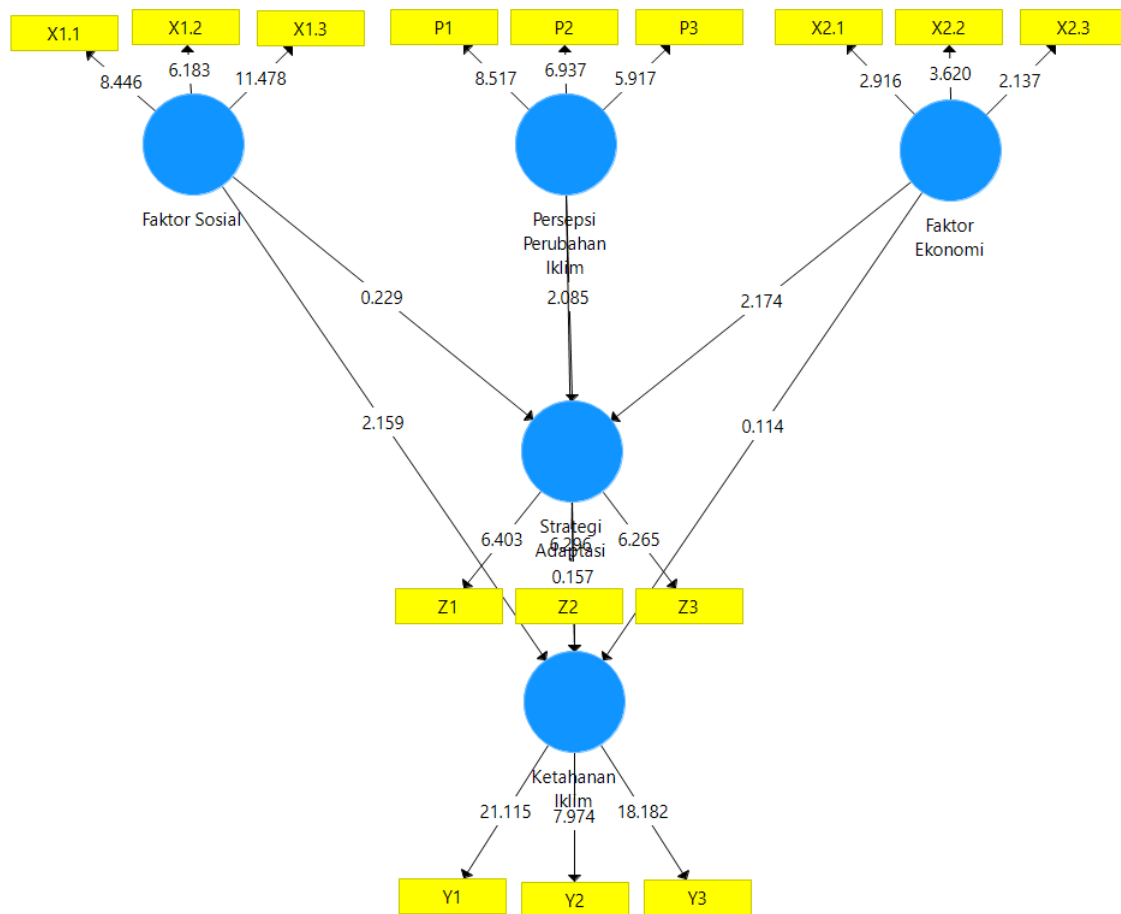 X1.1
X1.2
X1.3
P1
P2
P3
X2.1
X2.2
X2.3
8.446
6.183
11.478
8.517
6.937
5.917
2.916
3.620
2.137
Faktor Sosial
Persepsi
Perubahan
Iklim
Faktor
Ekonomi
0.229
2.085
2.174
2.159
0.114
Strategi
Adaptasi
6.403
6.296
6.265
0.157
Z1
Z2
Z3
Ketahanan
Iklim
21.115
7.974
18.182
Y1
Y2
Y3